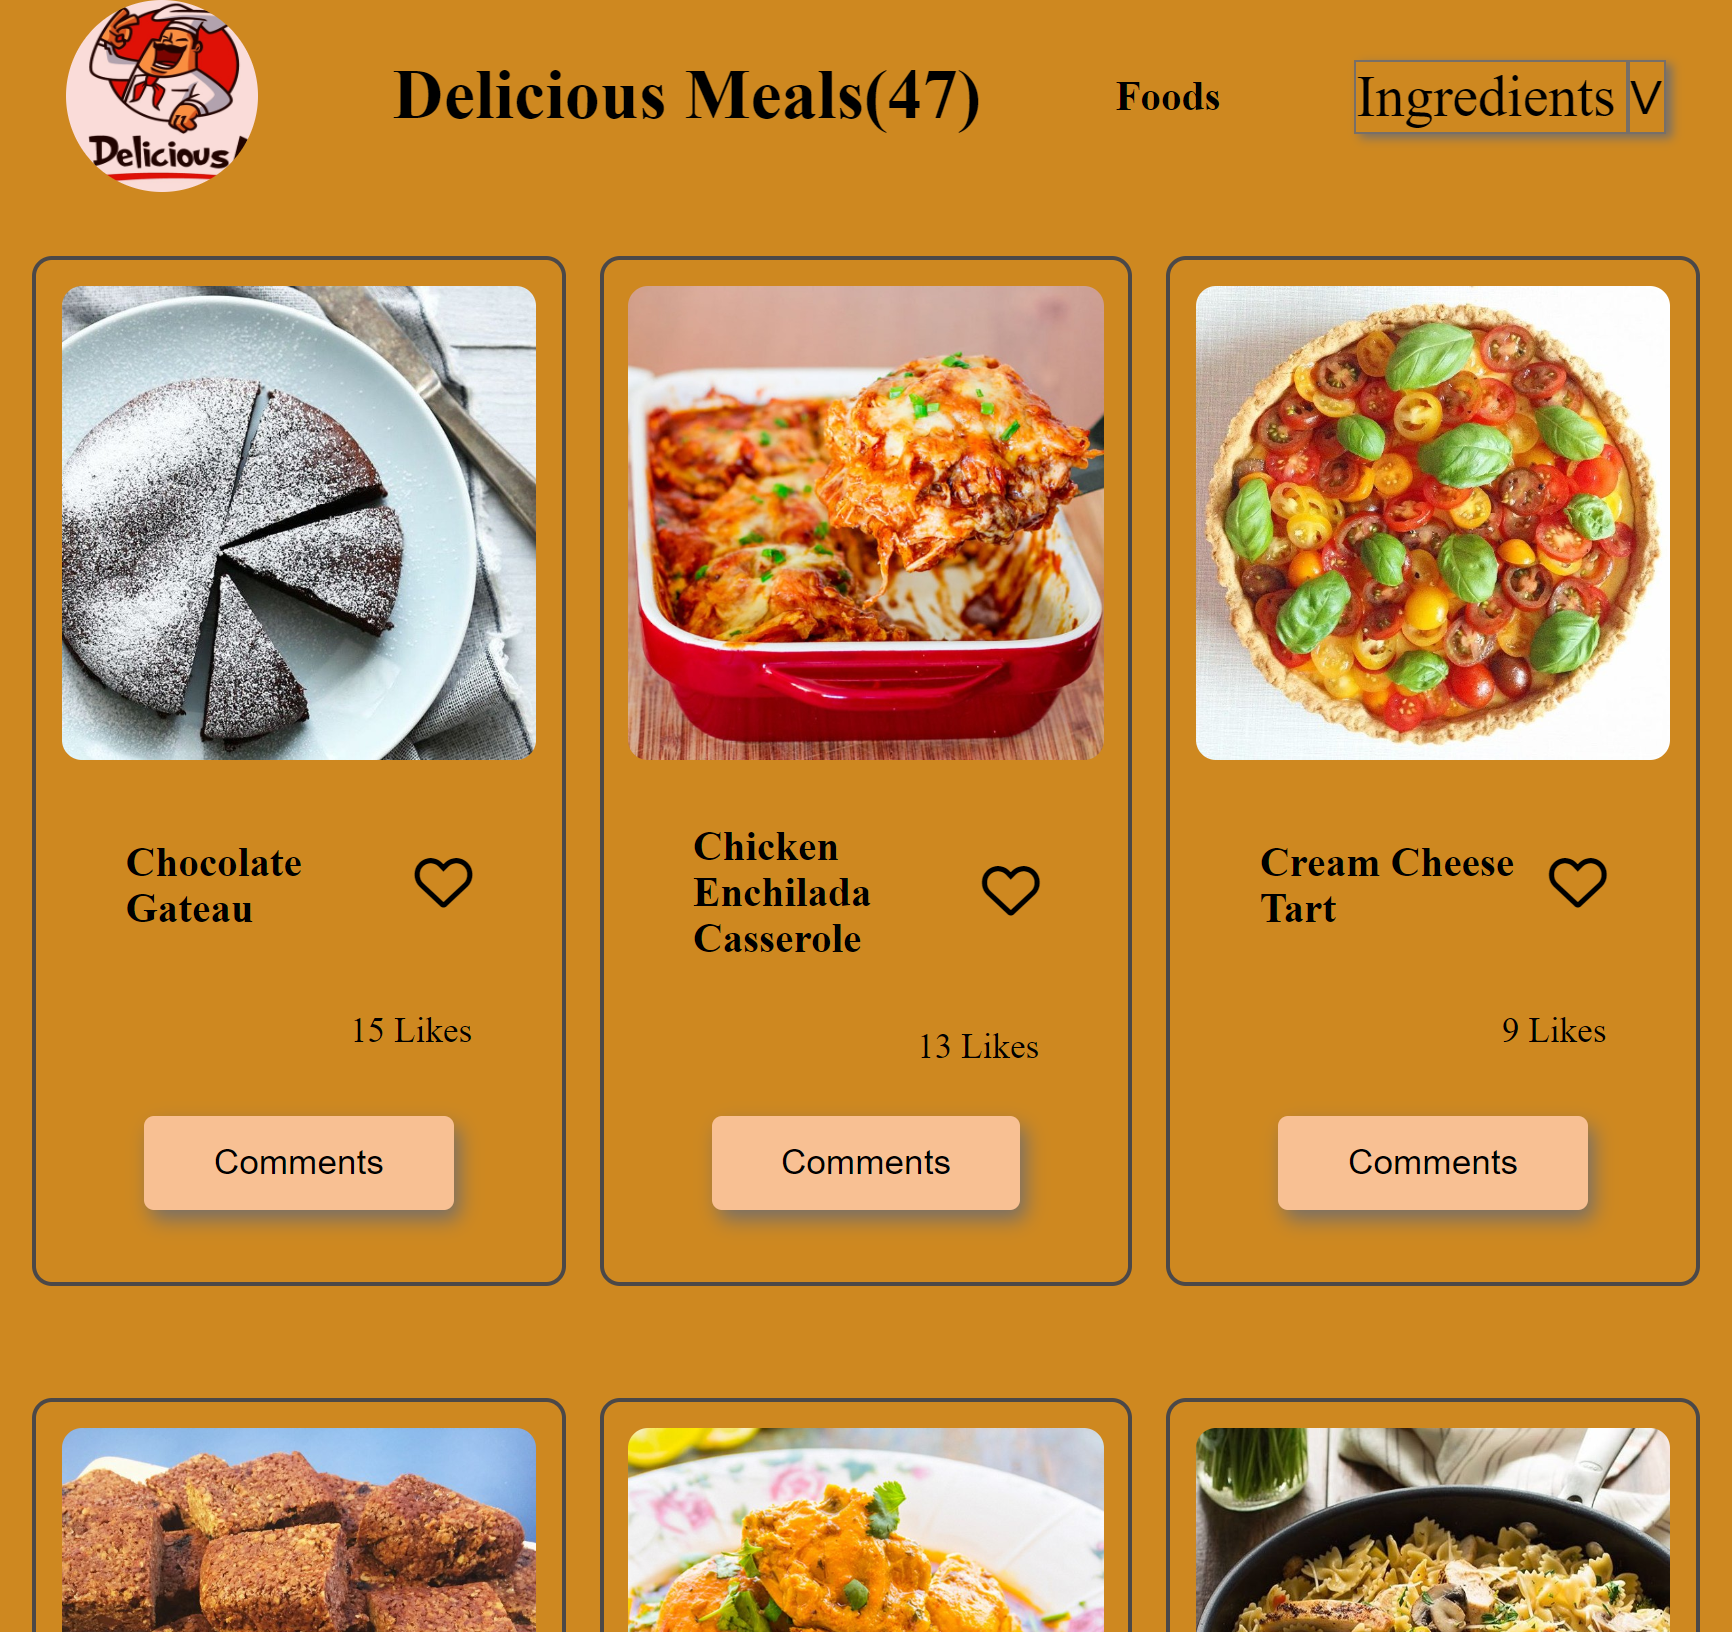 Delicious!
Delicious Meals(47)
Foods
Ingredients V
Chocolate
Gateau
15 Likes
Comments
Chicken
Enchilada
Casserole
13 Likes
Comments
Cream Cheese
Tart
9 Likes
Comments